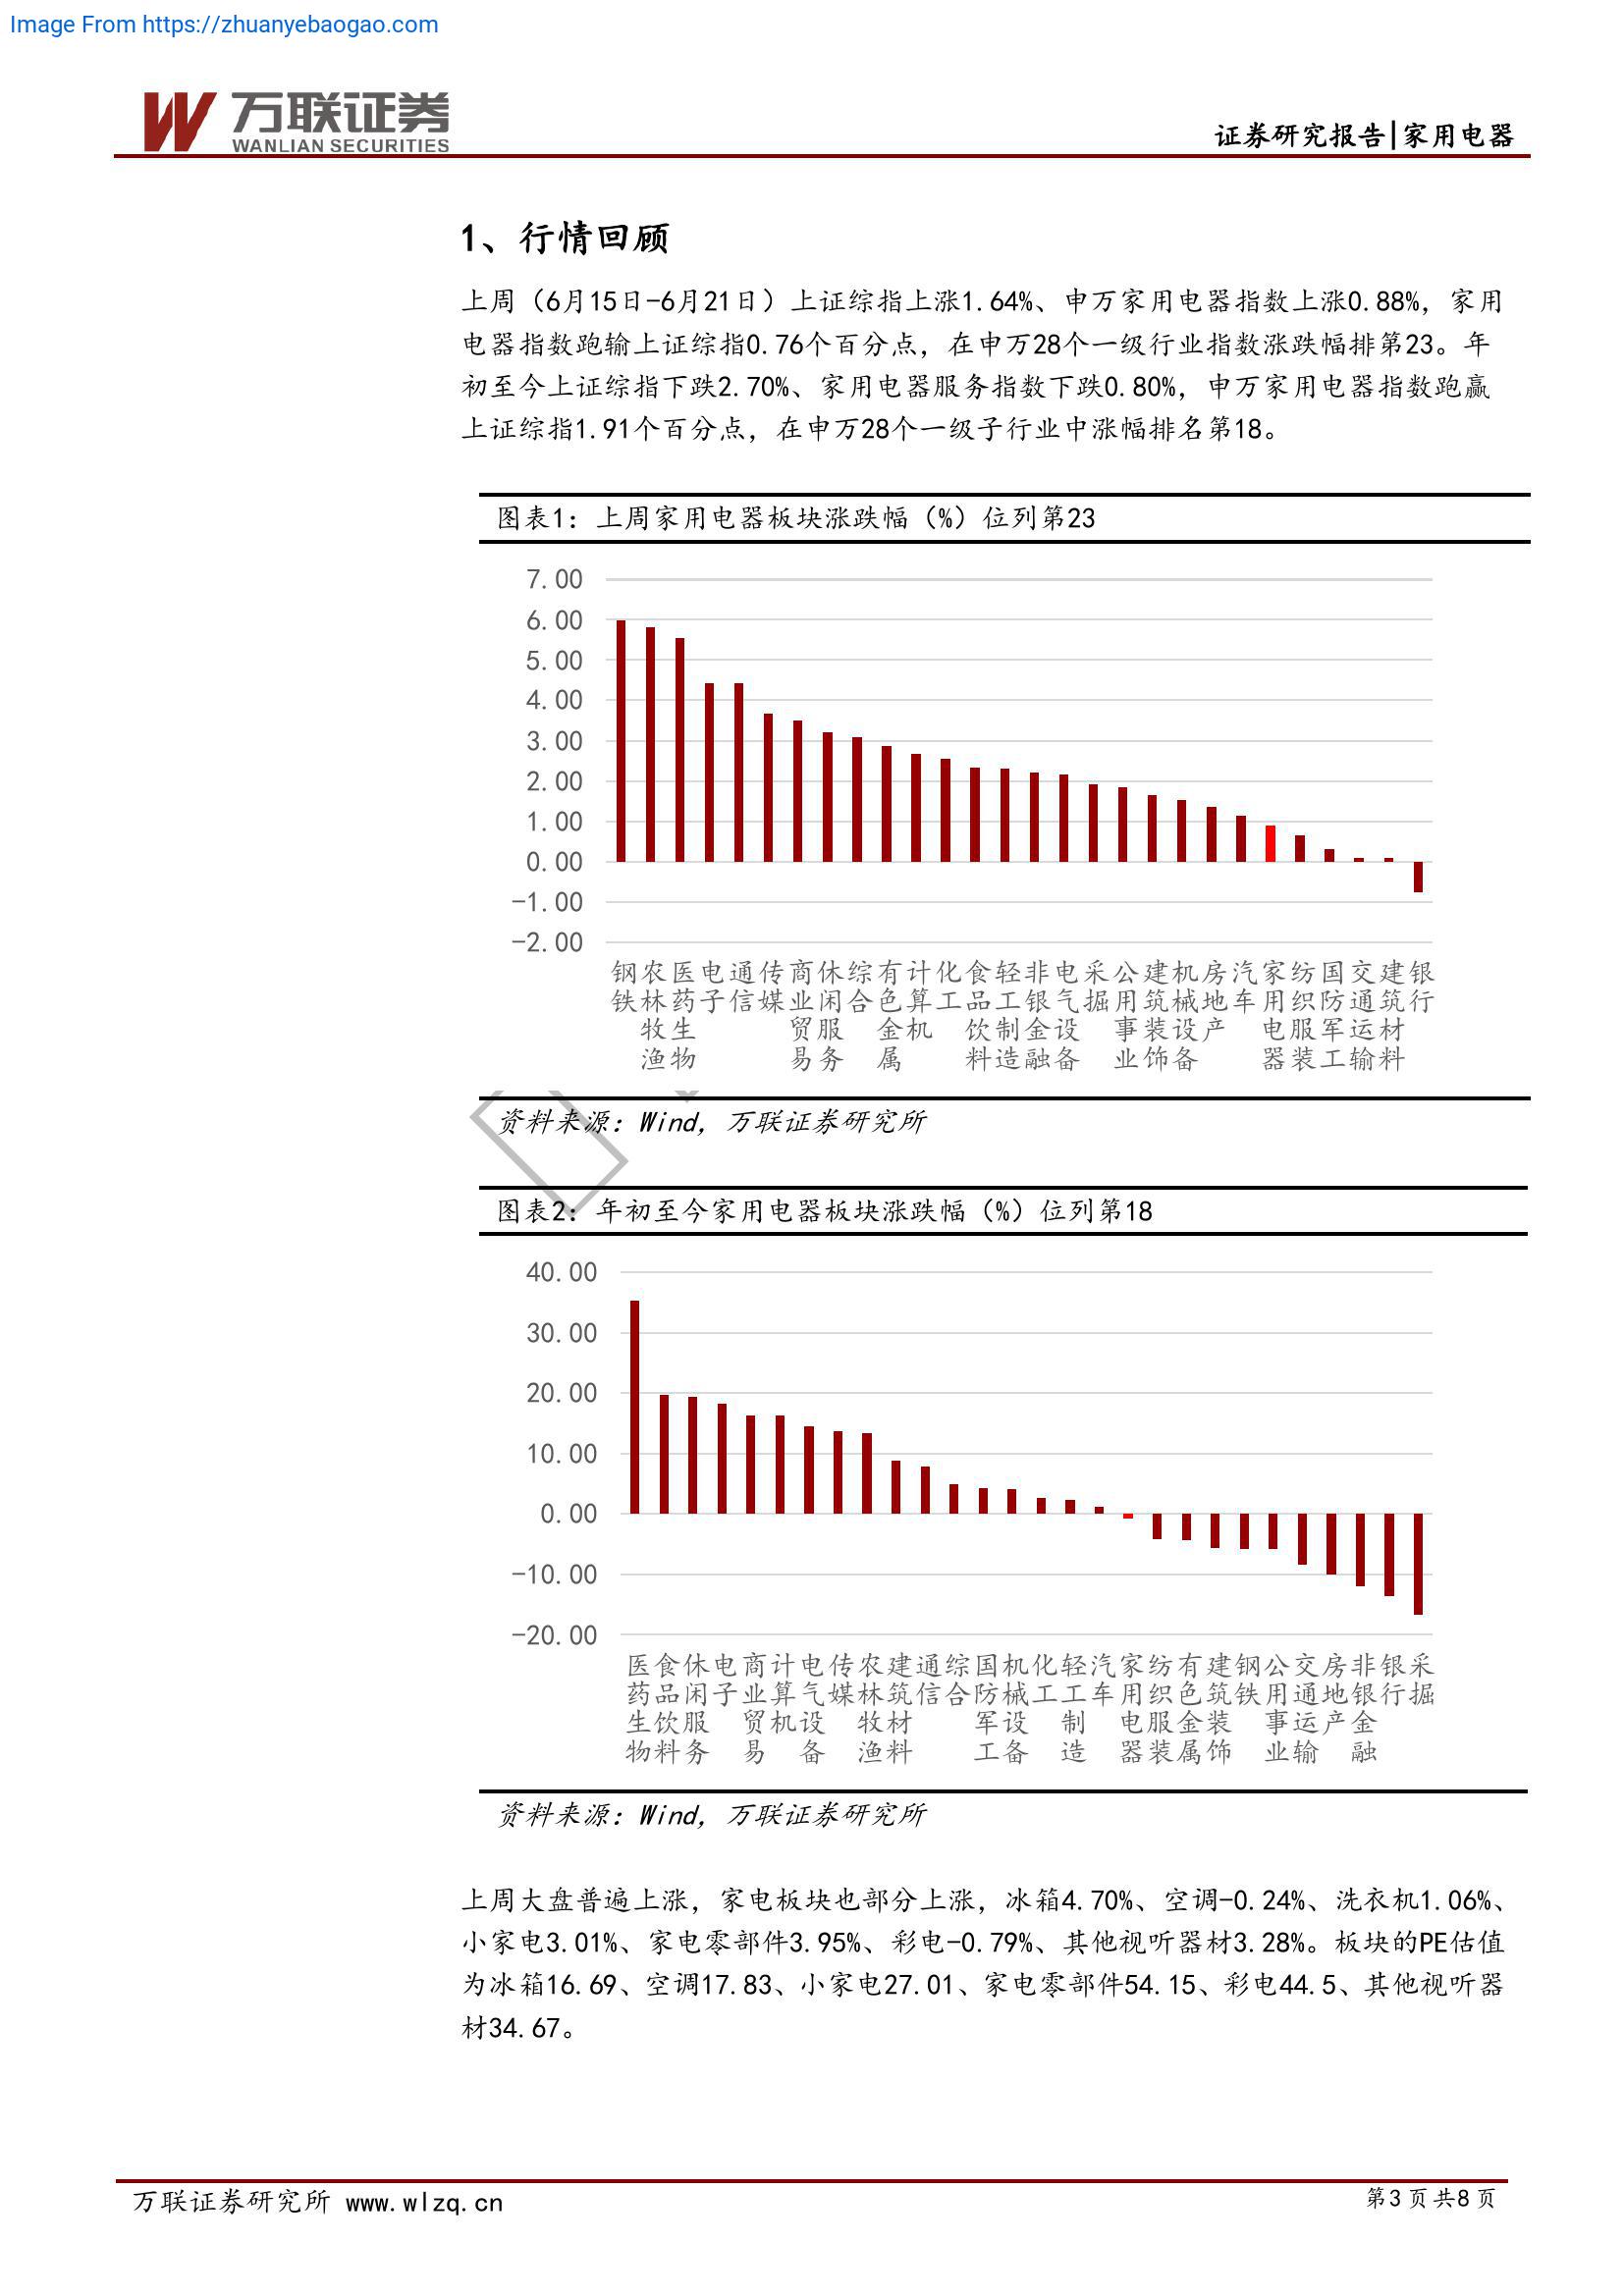 Image From https://zhuanyebaogao.com
万联证券
WANLIAN SECURITIES
证券研究报告|家用电器
1、行情回顾
上周（6月15日-6月21日）上证综指上涨1.64%、申万家用电器指数上涨0.88%，家用
电器指数跑输上证综指0.76个百分点，在申万28个一级行业指数涨跌幅排第23。年
初至今上证综指下跌2.70%、家用电器服务指数下跌0.80%，申万家用电器指数跑赢
上证综指1.91个百分点，在申万28个一级子行业中涨幅排名第18。
图表1：上周家用电器板块涨跌幅（%）位列第23
7.00
6.00
5.00
4.00
3.00
2.00
1.00
0.00
-1.00
-2.00
钢铁
农林牧渔
医药生物
电子
通信
传媒
商业贸易
休闲服务
综合
有色金属
计算机
化工
食品饮料
轻工制造
非银金融
电气设备
采掘
公用事业
建筑装饰
机械设备
房地产
汽车
家用电器
纺织服装
国防军工
交通运输
建筑材料
银行
资料来源：Wind，万联证券研究所
图表2：年初至今家用电器板块涨跌幅（%）位列第18
40.00
30.00
20.00
10.00
0.00
-10.00
-20.00
医药生物
食品饮料
休闲服务
电子
商业贸易
计算机
电气设备
传媒
农林牧渔
建筑材料
通信
综合
国防军工
机械设备
化工
轻工制造
汽车
家用电器
纺织服装
有色金属
建筑装饰
钢铁
公用事业
交通运输
房地产
非银金融
银行
采掘
资料来源：Wind，万联证券研究所
上周大盘普遍上涨，家电板块也部分上涨，冰箱4.70%、空调-0.24%、洗衣机1.06%、
小家电3.01%、家电零部件3.95%、彩电-0.79%、其他视听器材3.28%。板块的PE估值
为冰箱16.69、空调17.83、小家电27.01、家电零部件54.15、彩电44.5、其他视听器
材34.67。
万联证券研究所 www.wlzq.cn
第3页共8页